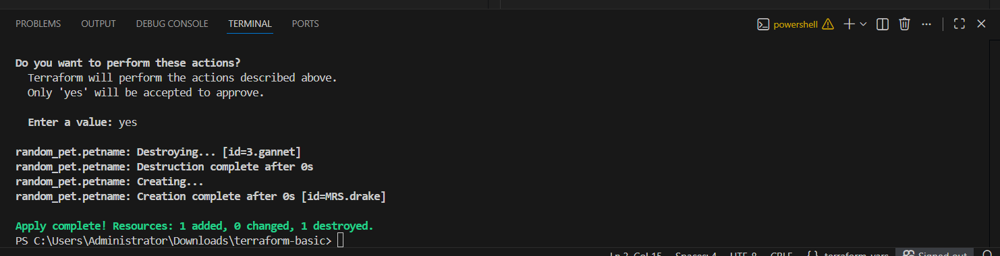 PROBLEMS OUTPUT DEBUG CONSOLE TERMINAL PORTS powershell
Do you want to perform these actions?
Terraform will perform the actions described above.
Only 'yes' will be accepted to approve.
Enter a value: yes
random_pet.petname: Destroying... [id=3.gannet]
random_pet.petname: Destruction complete after 0s
random_pet.petname: Creating...
random_pet.petname: Creation complete after 0s [id=MRS.drake]
Apply complete! Resources: 1 added, 0 changed, 1 destroyed.
PS C:\Users\Administrator\Downloads\terraform-basic>
Ln 2, Col 15 Spaces: 4 UTF-8 CRLF {} terraform-vars Signed out